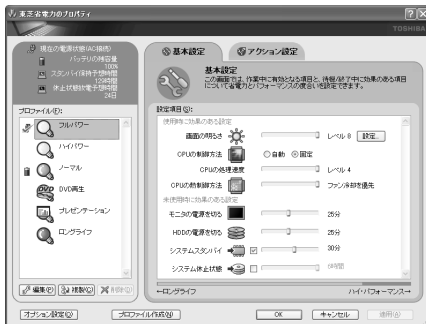 東芝省電力のプロパティ
TOSHIBA
現在の電源状態(AC接続)
バッテリの残容量
100%
スタンバイ保持予想時間
129時間
休止状態時電子予想時間
24日
プロファイル(F):
フルパワー
ハイパワー
ノーマル
DVD再生
プレゼンテーション
ロングライフ
編集(P)
複製(C)
基本設定
アクション設定
基本設定
この画面では、作業中に有効となる項目と、待機/終了中に効果のある項目
について省電力とパフォーマンスの度合いを設定できます。
設定項目(S):
使用時に効果のある設定
画面の明るさ
レベル 8
設定...
CPUの制御方法
自動
固定
CPUの処理速度
レベル 4
CPUの熱制御方法
ファン冷却を優先
未使用時に効果のある設定
モニタの電源を切る
25分
HDDの電源を切る
25分
システムスタンバイ
30分
システム休止状態
←ロングライフ
ハイ・パフォーマンス→
オプション設定(O)
プロファイル作成(N)
OK
キャンセル
適用(A)